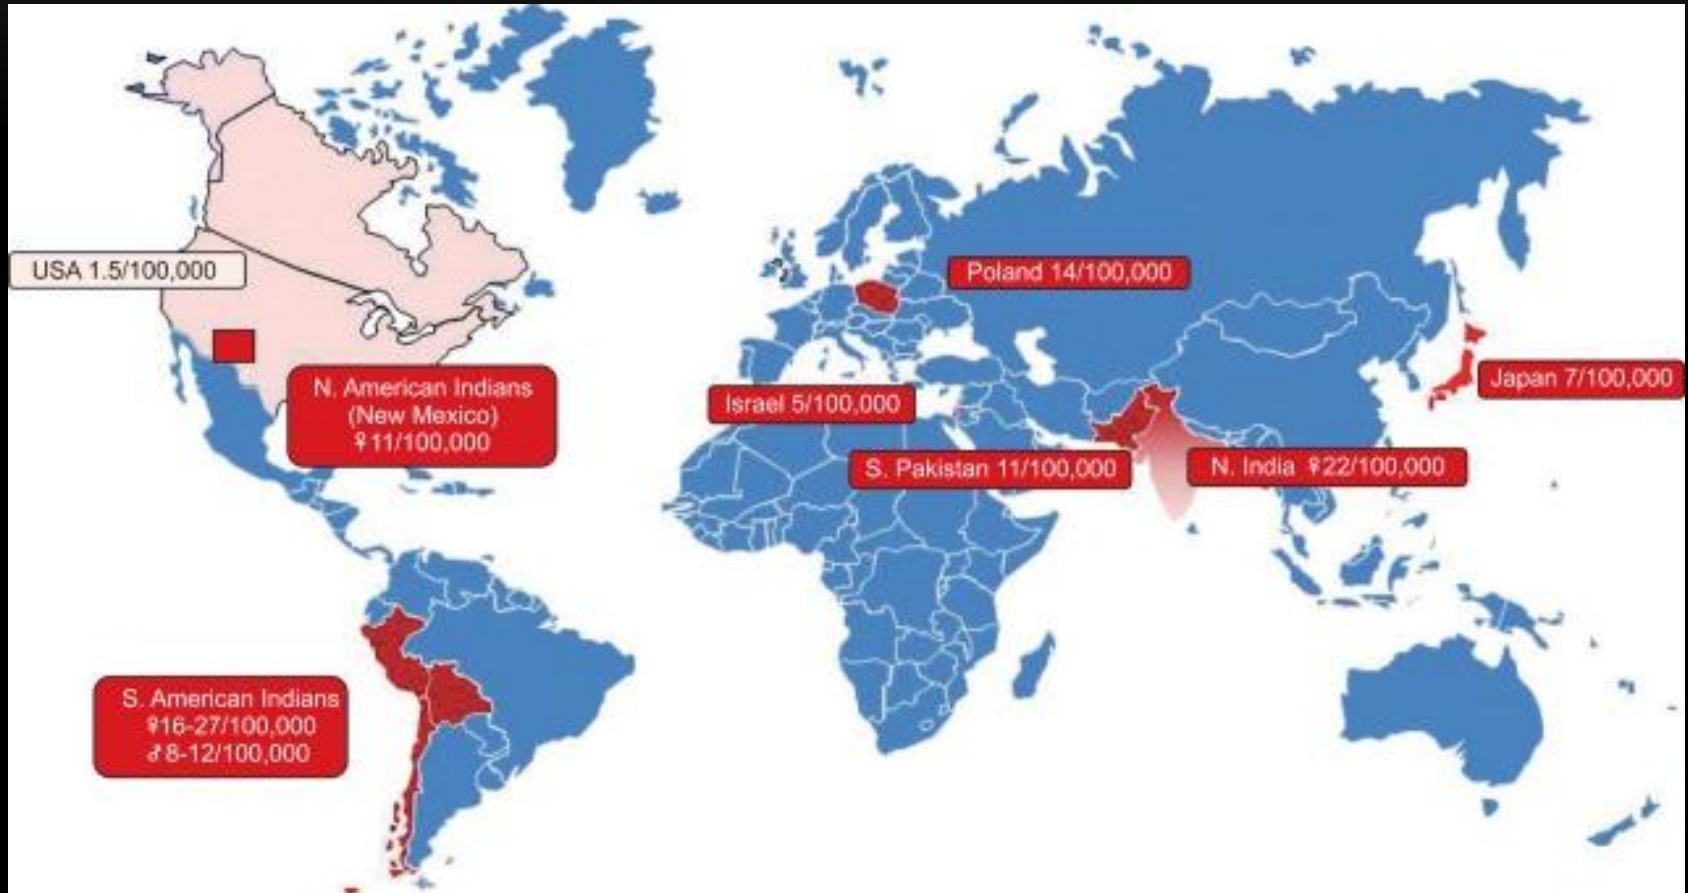 USA 1.5/100,000
Poland 14/100,000
N. American Indians
(New Mexico)
♀11/100,000
Israel 5/100,000
Japan 7/100,000
S. Pakistan 11/100,000
N. India ♀22/100,000
S. American Indians
♀16-27/100,000
♂8-12/100,000